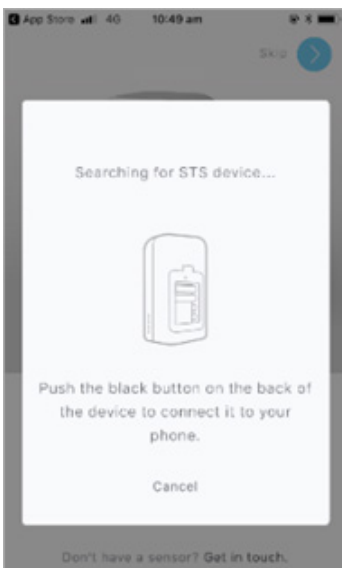 App Store 4G 10:49 am
Skip
Searching for STS device...
Push the black button on the back of
the device to connect it to your
phone.
Cancel
Don't have a sensor? Get in touch.